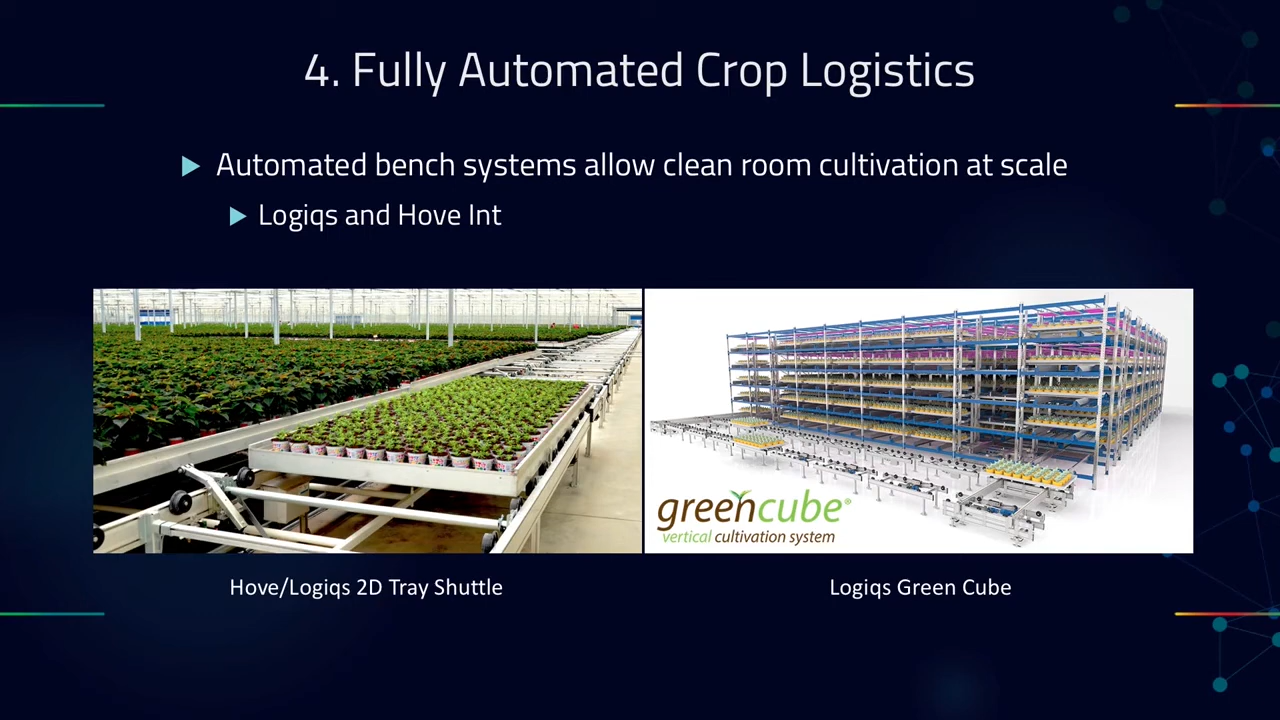 4. Fully Automated Crop Logistics
Automated bench systems allow clean room cultivation at scale
Logiqs and Hove Int
greencube®
vertical cultivation system
Hove/Logiqs 2D Tray Shuttle
Logiqs Green Cube